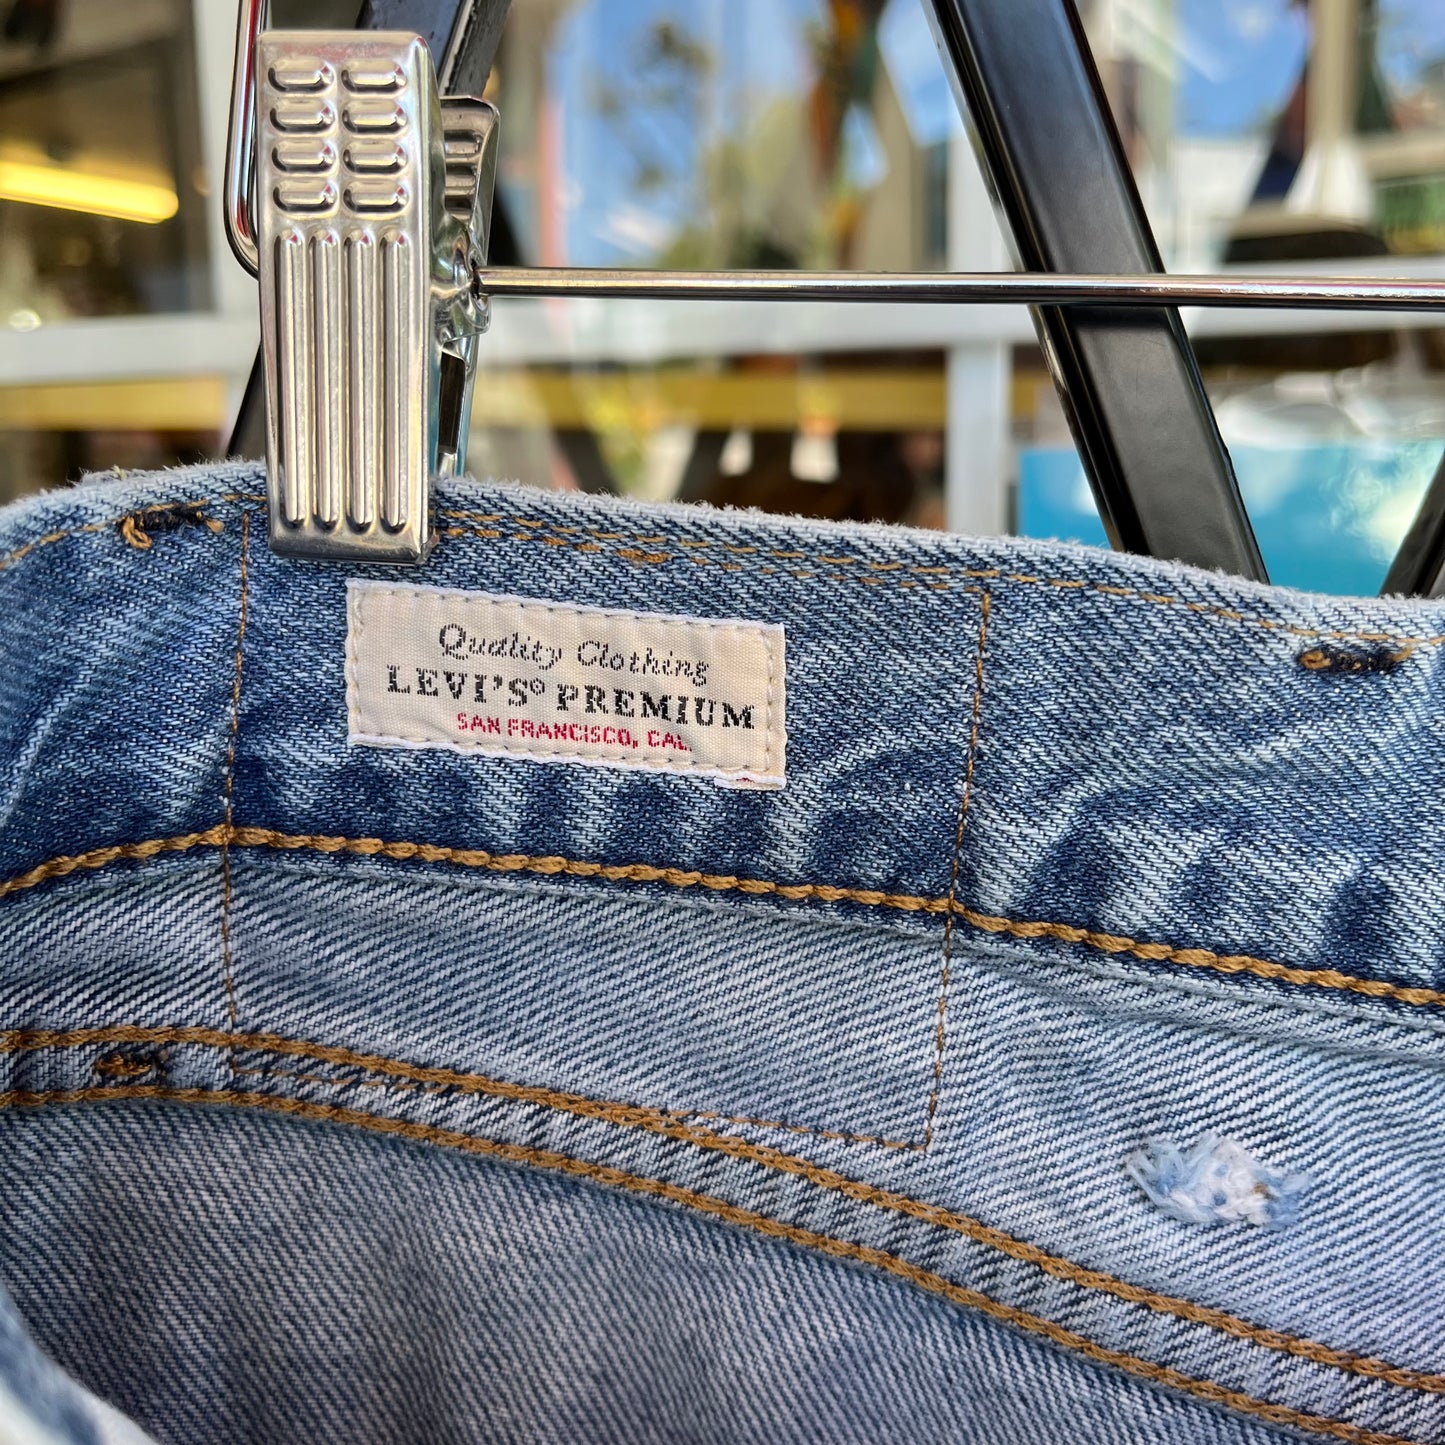 Quality Clothing
LEVI'S® PREMIUM
SAN FRANCISCO, CAL.